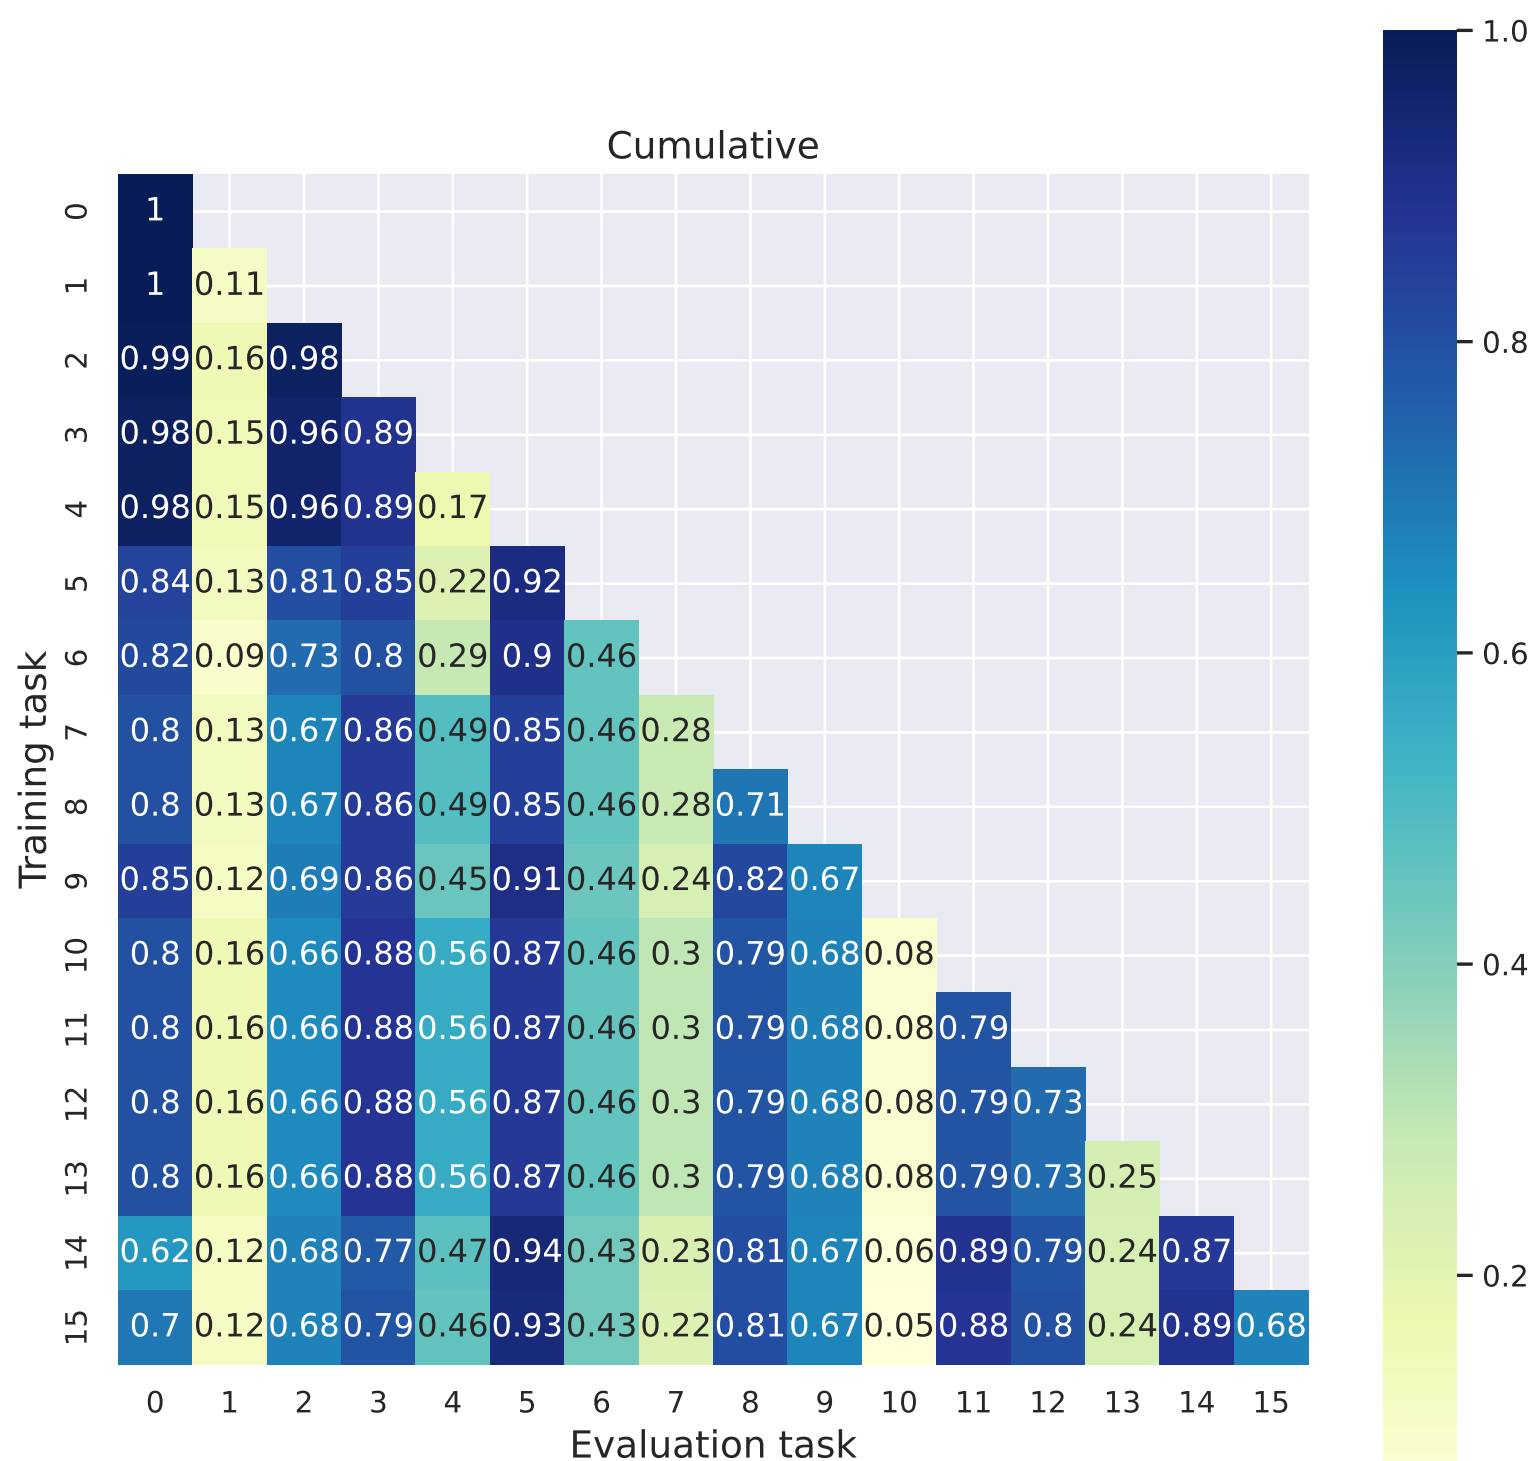 Cumulative
0 1
1 1 0.11
2 0.99 0.16 0.98
3 0.98 0.15 0.96 0.89
4 0.98 0.15 0.96 0.89 0.17
5 0.84 0.13 0.81 0.85 0.22 0.92
6 0.82 0.09 0.73 0.8 0.29 0.9 0.46
7 0.8 0.13 0.67 0.86 0.49 0.85 0.46 0.28
8 0.8 0.13 0.67 0.86 0.49 0.85 0.46 0.28 0.71
9 0.85 0.12 0.69 0.86 0.45 0.91 0.44 0.24 0.82 0.67
10 0.8 0.16 0.66 0.88 0.56 0.87 0.46 0.3 0.79 0.68 0.08
11 0.8 0.16 0.66 0.88 0.56 0.87 0.46 0.3 0.79 0.68 0.08 0.79
12 0.8 0.16 0.66 0.88 0.56 0.87 0.46 0.3 0.79 0.68 0.08 0.79 0.73
13 0.8 0.16 0.66 0.88 0.56 0.87 0.46 0.3 0.79 0.68 0.08 0.79 0.73 0.25
14 0.62 0.12 0.68 0.77 0.47 0.94 0.43 0.23 0.81 0.67 0.06 0.89 0.79 0.24 0.87
15 0.7 0.12 0.68 0.79 0.46 0.93 0.43 0.22 0.81 0.67 0.05 0.88 0.8 0.24 0.89 0.68
0 1 2 3 4 5 6 7 8 9 10 11 12 13 14 15
Evaluation task
Training task
1.0
0.8
0.6
0.4
0.2